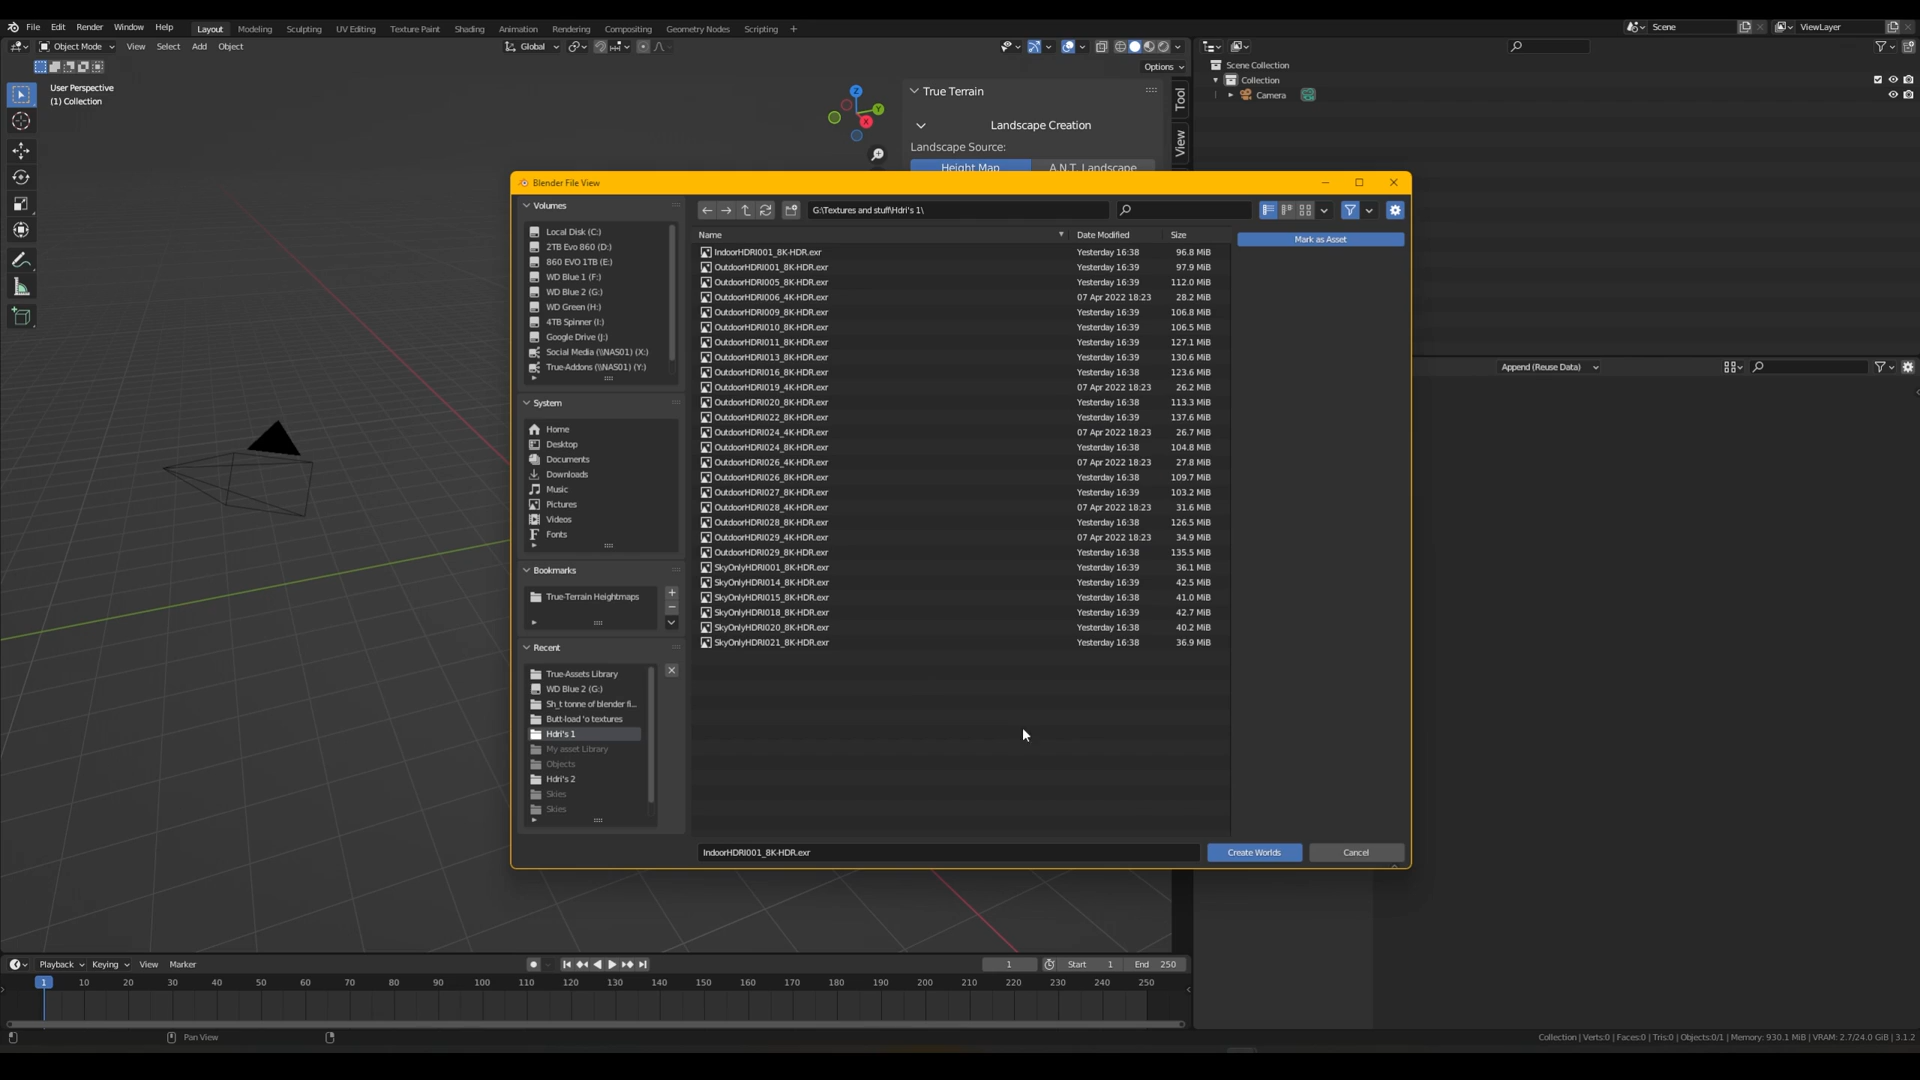 File Edit Render Window Help Layout Modeling Sculpting UV Editing Texture Paint Shading Animation Rendering Compositing Geometry Nodes Scripting + Scene ViewLayer
Object Mode View Select Add Object Global
Options
User Perspective
(1) Collection
Z
Y
X
True Terrain
Landscape Creation
Landscape Source:
Height Map A.N.T. Landscape
Tool
View
Scene Collection
Collection
Camera
Append (Reuse Data)
Blender File View
Volumes
Local Disk (C:)
2TB Evo 860 (D:)
860 EVO 1TB (E:)
WD Blue 1 (F:)
WD Blue 2 (G:)
WD Green (H:)
4TB Spinner (I:)
Google Drive (J:)
Social Media (\\NAS01) (X:)
True-Addons (\\NAS01) (Y:)
System
Home
Desktop
Documents
Downloads
Music
Pictures
Videos
Fonts
Bookmarks
True-Terrain Heightmaps
Recent
True-Assets Library
WD Blue 2 (G:)
Sh_t tonne of blender fi...
Butt-load 'o textures
Hdri's 1
My asset Library
Objects
Hdri's 2
Skies
Skies
G:\Textures and stuff\Hdri's 1\
Name Date Modified Size
IndoorHDRI001_8K-HDR.exr Yesterday 16:38 96.8 MiB
OutdoorHDRI001_8K-HDR.exr Yesterday 16:39 97.9 MiB
OutdoorHDRI005_8K-HDR.exr Yesterday 16:39 112.0 MiB
OutdoorHDRI006_4K-HDR.exr 07 Apr 2022 18:23 28.2 MiB
OutdoorHDRI009_8K-HDR.exr Yesterday 16:39 106.8 MiB
OutdoorHDRI010_8K-HDR.exr Yesterday 16:39 106.5 MiB
OutdoorHDRI011_8K-HDR.exr Yesterday 16:39 127.1 MiB
OutdoorHDRI013_8K-HDR.exr Yesterday 16:39 130.6 MiB
OutdoorHDRI016_8K-HDR.exr Yesterday 16:38 123.6 MiB
OutdoorHDRI019_4K-HDR.exr 07 Apr 2022 18:23 26.2 MiB
OutdoorHDRI020_8K-HDR.exr Yesterday 16:38 113.3 MiB
OutdoorHDRI022_8K-HDR.exr Yesterday 16:39 137.6 MiB
OutdoorHDRI024_4K-HDR.exr 07 Apr 2022 18:23 26.7 MiB
OutdoorHDRI024_8K-HDR.exr Yesterday 16:38 104.8 MiB
OutdoorHDRI026_4K-HDR.exr 07 Apr 2022 18:23 27.8 MiB
OutdoorHDRI026_8K-HDR.exr Yesterday 16:38 109.7 MiB
OutdoorHDRI027_8K-HDR.exr Yesterday 16:39 103.2 MiB
OutdoorHDRI028_4K-HDR.exr 07 Apr 2022 18:23 31.6 MiB
OutdoorHDRI028_8K-HDR.exr Yesterday 16:38 126.5 MiB
OutdoorHDRI029_4K-HDR.exr 07 Apr 2022 18:23 34.9 MiB
OutdoorHDRI029_8K-HDR.exr Yesterday 16:38 135.5 MiB
SkyOnlyHDRI001_8K-HDR.exr Yesterday 16:39 36.1 MiB
SkyOnlyHDRI014_8K-HDR.exr Yesterday 16:39 42.5 MiB
SkyOnlyHDRI015_8K-HDR.exr Yesterday 16:38 41.0 MiB
SkyOnlyHDRI018_8K-HDR.exr Yesterday 16:39 42.7 MiB
SkyOnlyHDRI020_8K-HDR.exr Yesterday 16:38 40.2 MiB
SkyOnlyHDRI021_8K-HDR.exr Yesterday 16:38 36.9 MiB
Mark as Asset
IndoorHDRI001_8K-HDR.exr Create Worlds Cancel
Playback Keying View Marker 1 Start 1 End 250
1 10 20 30 40 50 60 70 80 90 100 110 120 130 140 150 160 170 180 190 200 210 220 230 240 250
Pan View
Collection | Verts:0 | Faces:0 | Tris:0 | Objects:0/1 | Memory: 930.1 MiB | VRAM: 2.7/24.0 GiB | 3.1.2